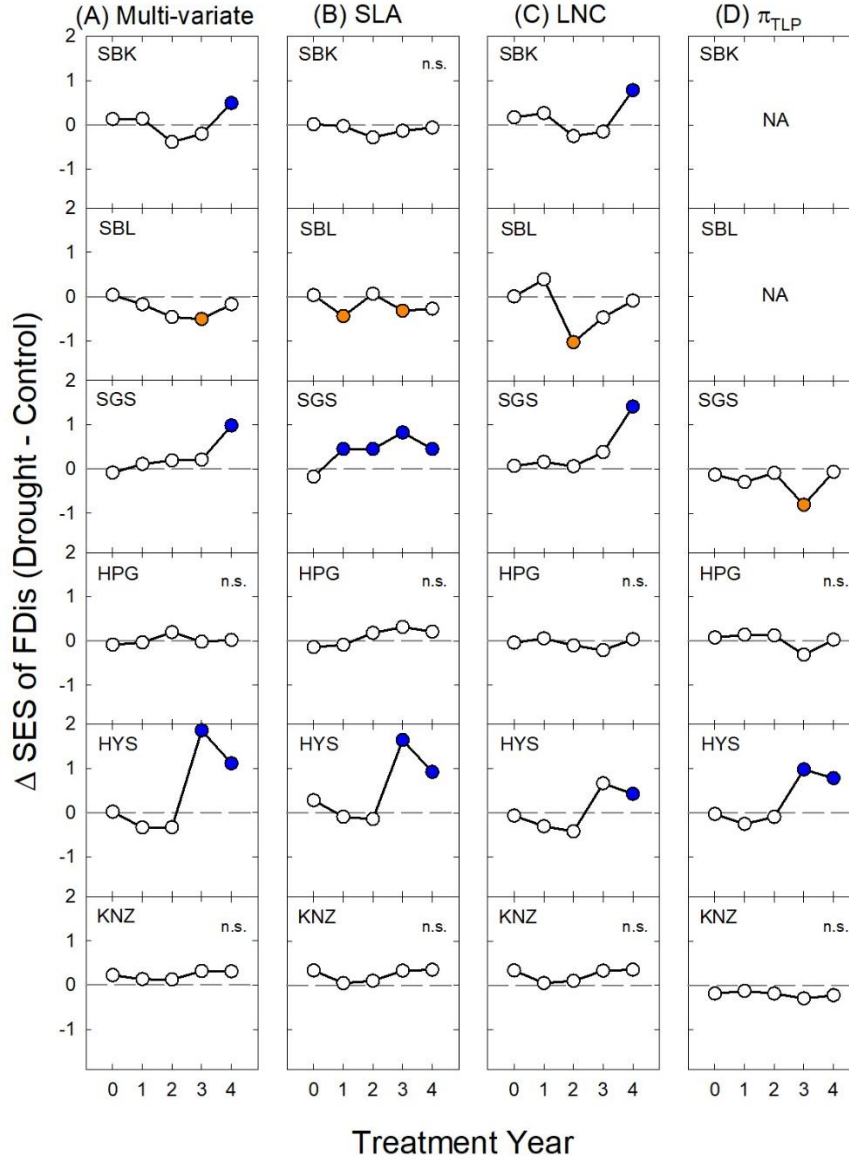 (A) Multi-variate (B) SLA (C) LNC (D) π_TLP
2
SBK SBK n.s. SBK SBK
1
0 NA
-1
2
SBL SBL SBL SBL
1
0 NA
-1
2
SGS SGS SGS SGS
1
0
-1
2
HPG n.s. HPG n.s. HPG n.s. HPG n.s.
1
0
-1
2
HYS HYS HYS HYS
1
0
-1
2
KNZ n.s. KNZ n.s. KNZ n.s. KNZ n.s.
1
0
-1
0 1 2 3 4 0 1 2 3 4 0 1 2 3 4 0 1 2 3 4
Δ SES of FDis (Drought - Control)
Treatment Year